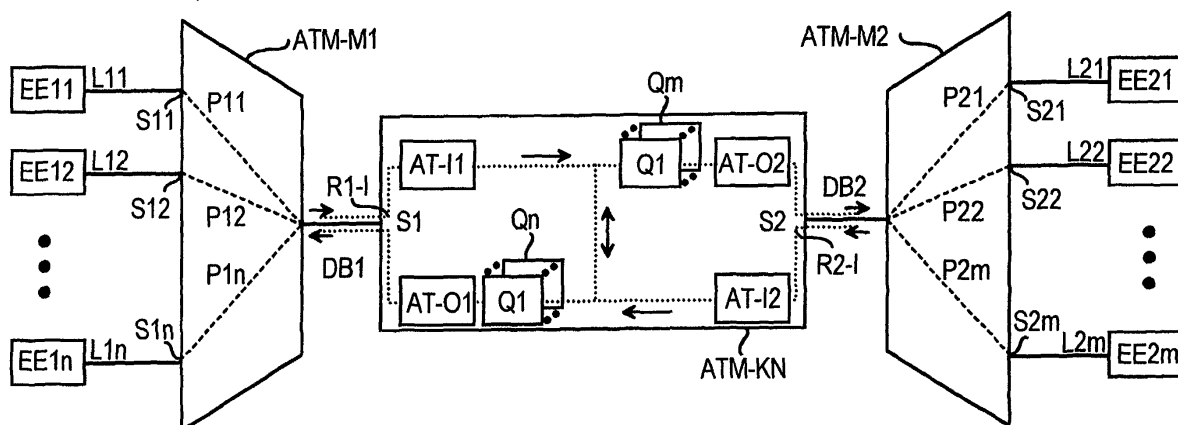 ATM-M1
ATM-M2
EE11
L11
S11
P11
EE12
L12
S12
P12
P1n
S1n
EE1n
L1n
R1-I
DB1
S1
AT-I1
Qm
Q1
AT-O2
Qn
AT-O1
Q1
S2
AT-I2
DB2
R2-I
ATM-KN
P21
S21
L21
EE21
P22
S22
L22
EE22
P2m
S2m
L2m
EE2m